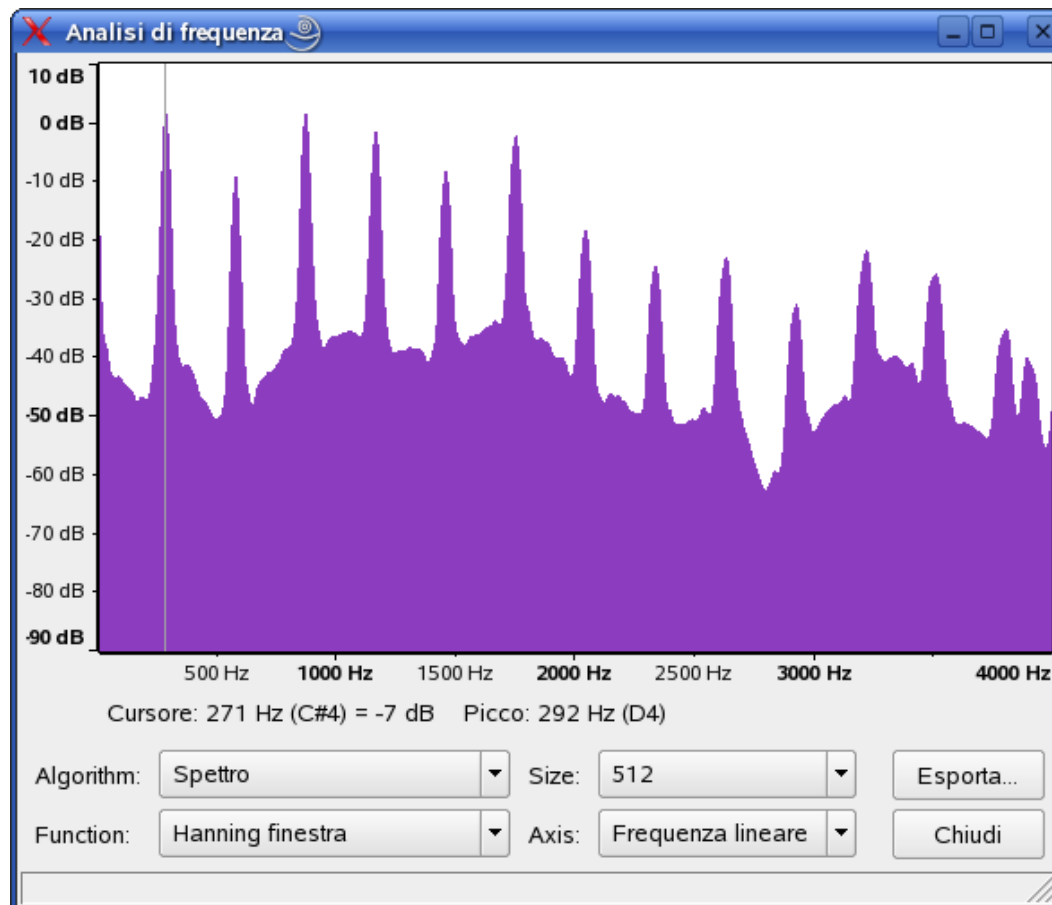 Analisi di frequenza
10 dB
0 dB
-10 dB
-20 dB
-30 dB
-40 dB
-50 dB
-60 dB
-70 dB
-80 dB
-90 dB
500 Hz 1000 Hz 1500 Hz 2000 Hz 2500 Hz 3000 Hz 4000 Hz
Cursore: 271 Hz (C#4) = -7 dB Picco: 292 Hz (D4)
Algorithm: Spettro Size: 512 Esporta...
Function: Hanning finestra Axis: Frequenza lineare Chiudi